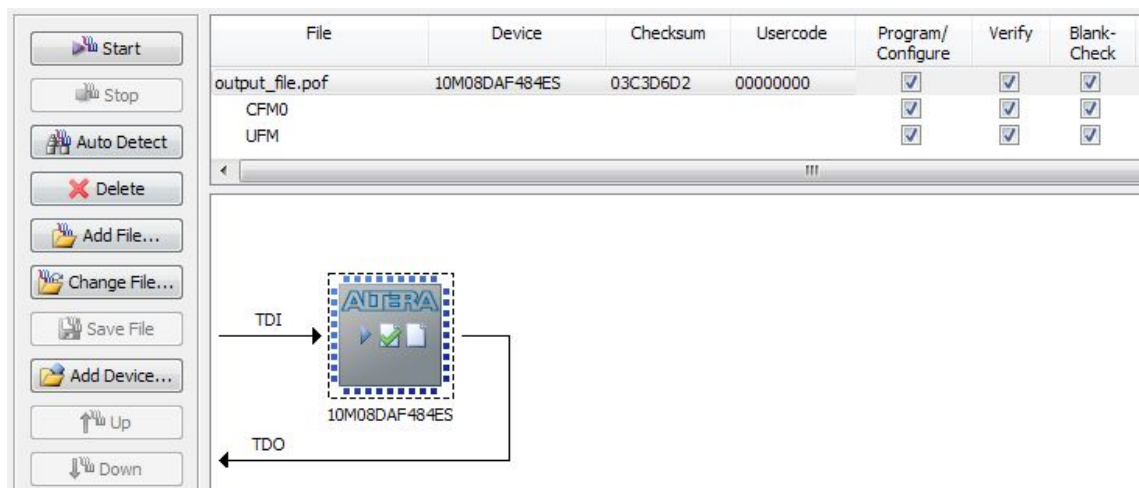 Start
Stop
Auto Detect
Delete
Add File...
Change File...
Save File
Add Device...
Up
Down
File Device Checksum Usercode Program/ Verify Blank-
Configure Check
output_file.pof 10M08DAF484ES 03C3D6D2 00000000
CFM0
UFM
ALTERA
TDI
10M08DAF484ES
TDO